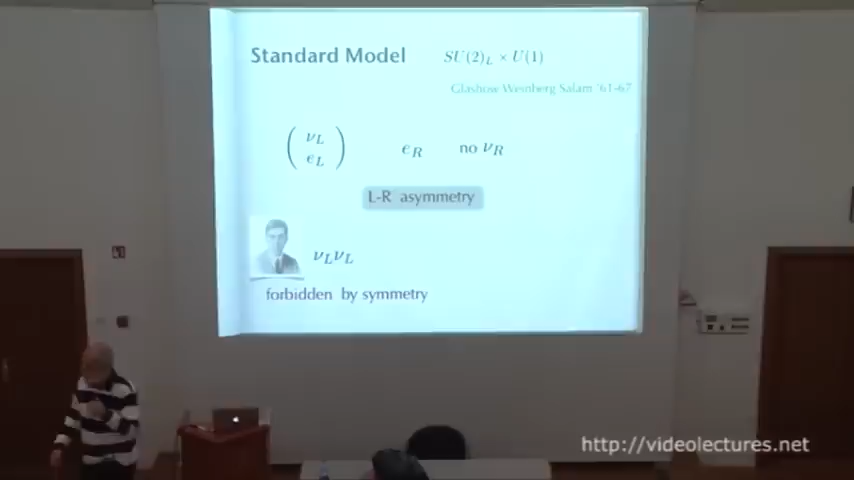 Standard Model SU(2)_L × U(1)
Glashow Weinberg Salam '61-67
( ν_L
e_L ) e_R no ν_R
L-R asymmetry
ν_L ν_L
forbidden by symmetry
http://videolectures.net